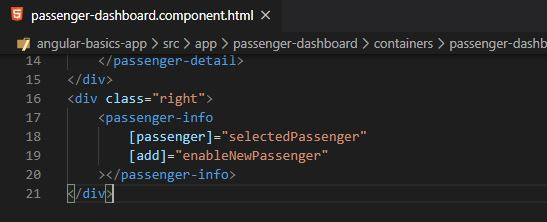 passenger-dashboard.component.html ×
angular-basics-app > src > app > passenger-dashboard > containers > passenger-dashb
14 </passenger-detail>
15 </div>
16 <div class="right">
17 <passenger-info
18 [passenger]="selectedPassenger"
19 [add]="enableNewPassenger"
20 ></passenger-info>
21 </div>